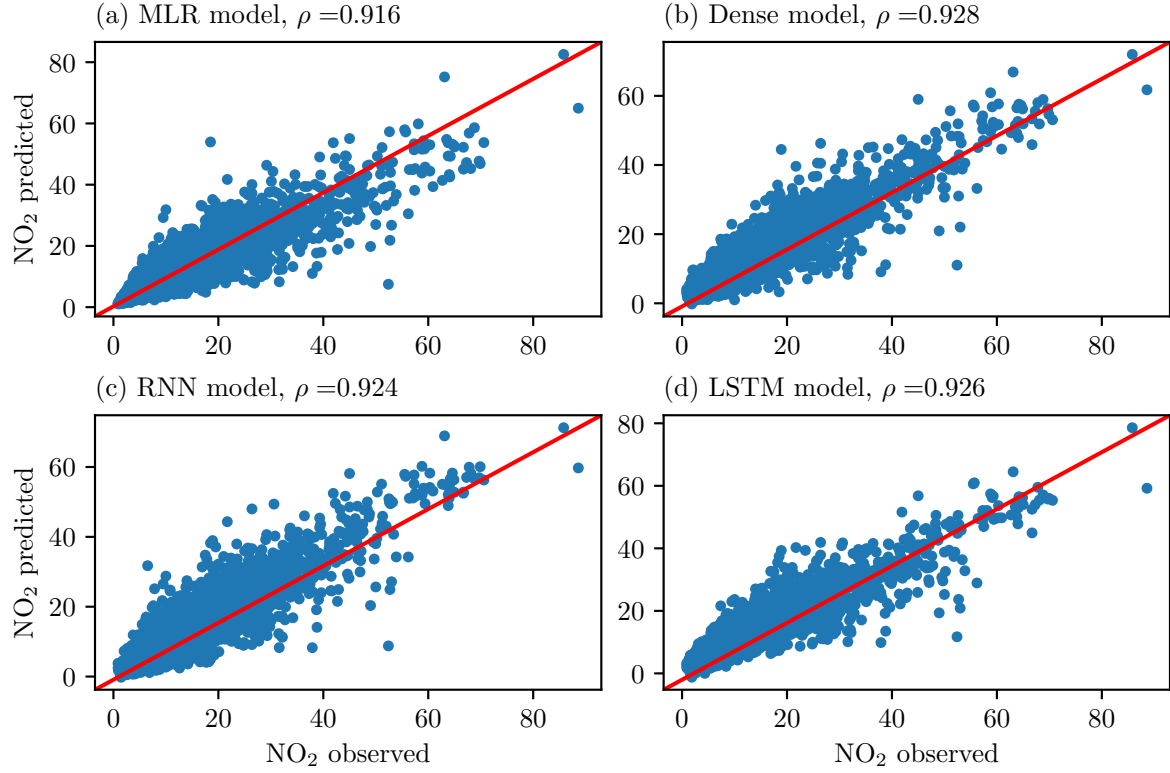 (a) MLR model, ρ =0.916
(b) Dense model, ρ =0.928
80
60
40
20
0
NO₂ predicted
0 20 40 60 80
60
40
20
0
0 20 40 60 80
(c) RNN model, ρ =0.924
(d) LSTM model, ρ =0.926
60
40
20
0
NO₂ predicted
0 20 40 60 80
NO₂ observed
80
60
40
20
0
0 20 40 60 80
NO₂ observed